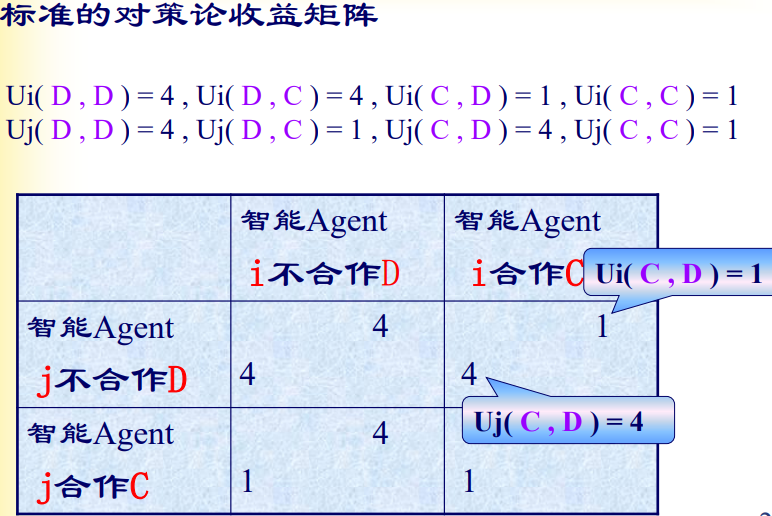 标准的对策论收益矩阵
Ui( D , D ) = 4 , Ui( D , C ) = 4 , Ui( C , D ) = 1 , Ui( C , C ) = 1
Uj( D , D ) = 4 , Uj( D , C ) = 1 , Uj( C , D ) = 4 , Uj( C , C ) = 1
智能Agent
i不合作D
智能Agent
i合作C
Ui( C , D ) = 1
智能Agent
j不合作D
4
4
1
4
Uj( C , D ) = 4
智能Agent
j合作C
4
1
1